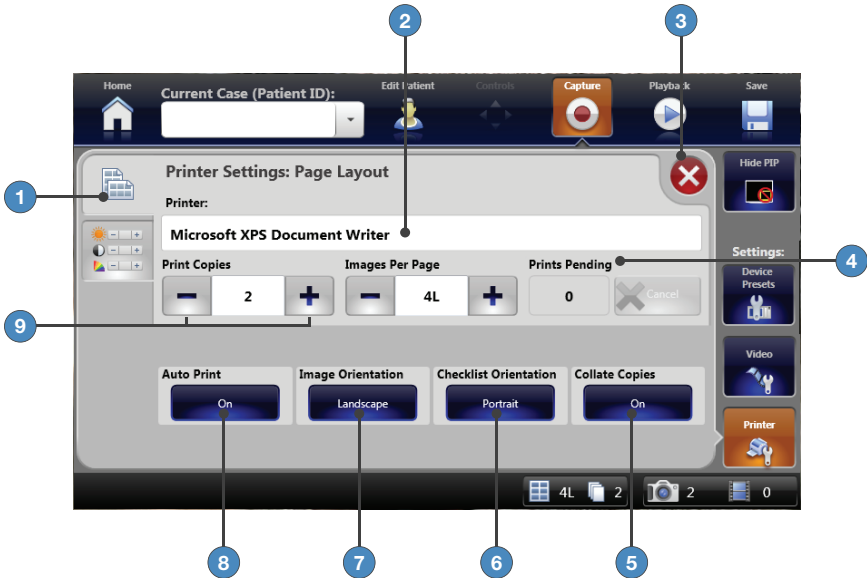 2
3
Home
Current Case (Patient ID):
Edit Patient
Controls
Capture
Playback
Save
Hide PIP
1
Printer Settings: Page Layout
Printer:
Microsoft XPS Document Writer
Print Copies
Images Per Page
Prints Pending
4
2
4L
0
Cancel
Settings:
Device
Presets
9
Video
Auto Print
Image Orientation
Checklist Orientation
Collate Copies
On
Landscape
Portrait
On
Printer
4L
2
2
0
8
7
6
5